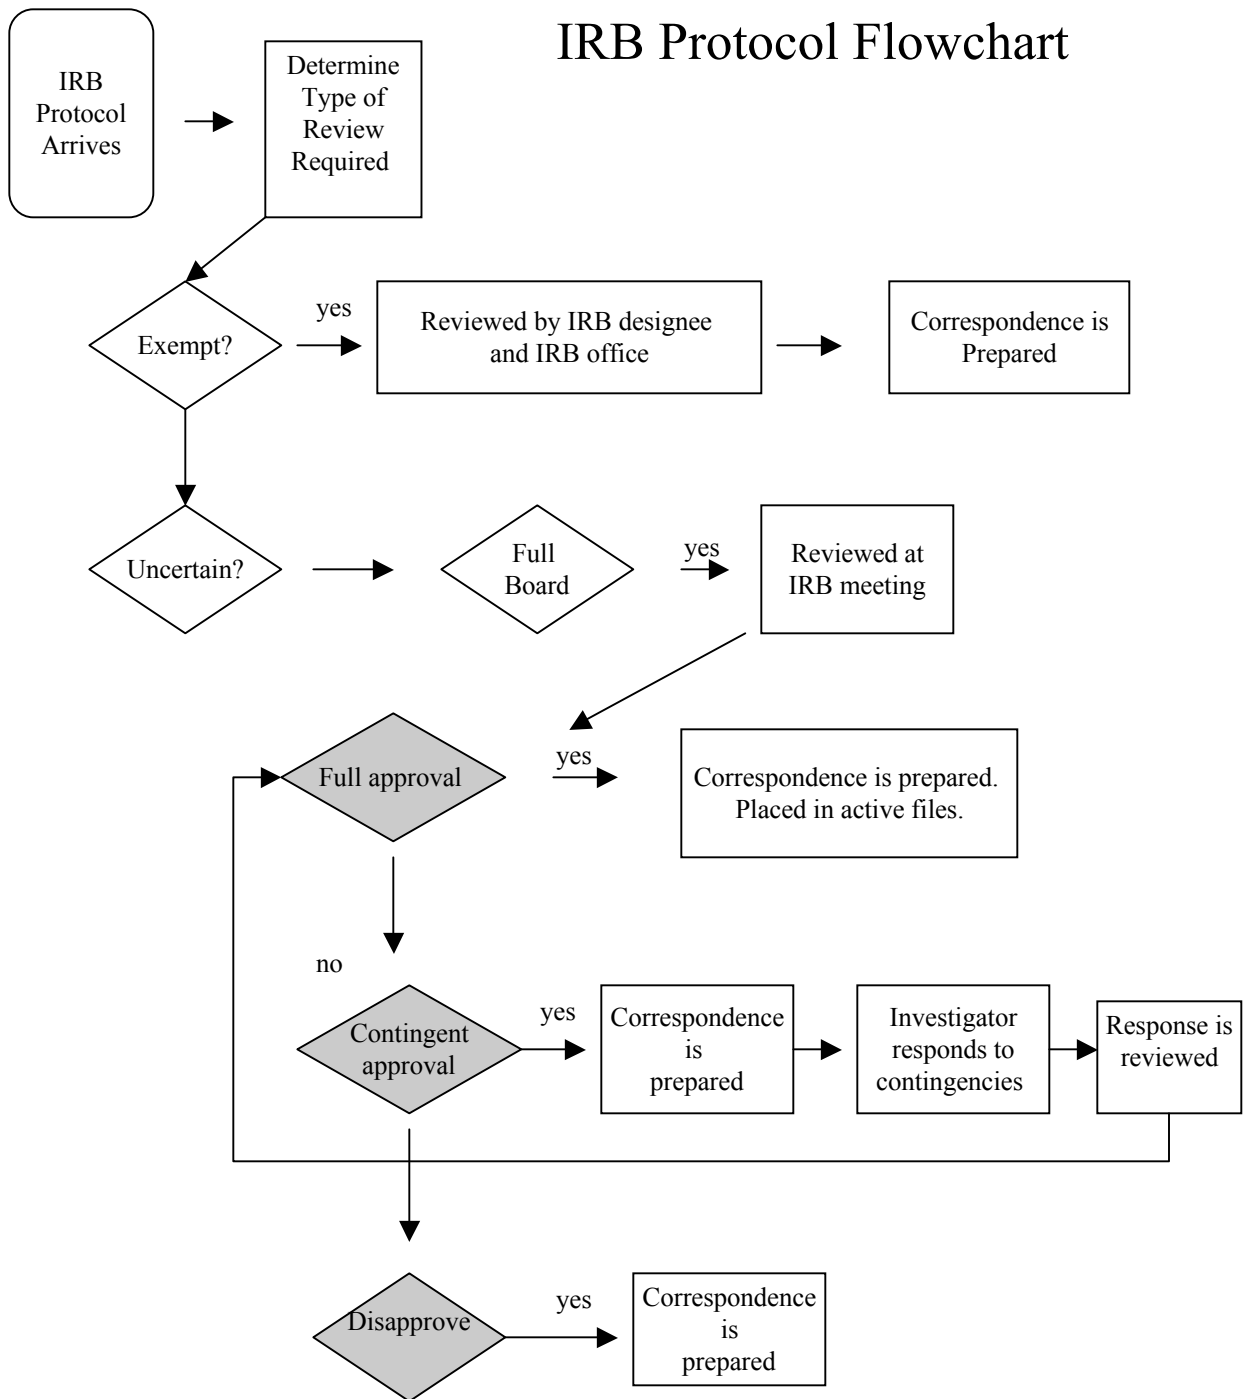 IRB Protocol Flowchart
IRB
Protocol
Arrives
Determine
Type of
Review
Required
Exempt?
yes
Reviewed by IRB designee
and IRB office
Correspondence is
Prepared
Uncertain?
Full
Board
yes
Reviewed at
IRB meeting
Full approval
yes
Correspondence is prepared.
Placed in active files.
no
Contingent
approval
yes
Correspondence
is
prepared
Investigator
responds to
contingencies
Response is
reviewed
Disapprove
yes
Correspondence
is
prepared